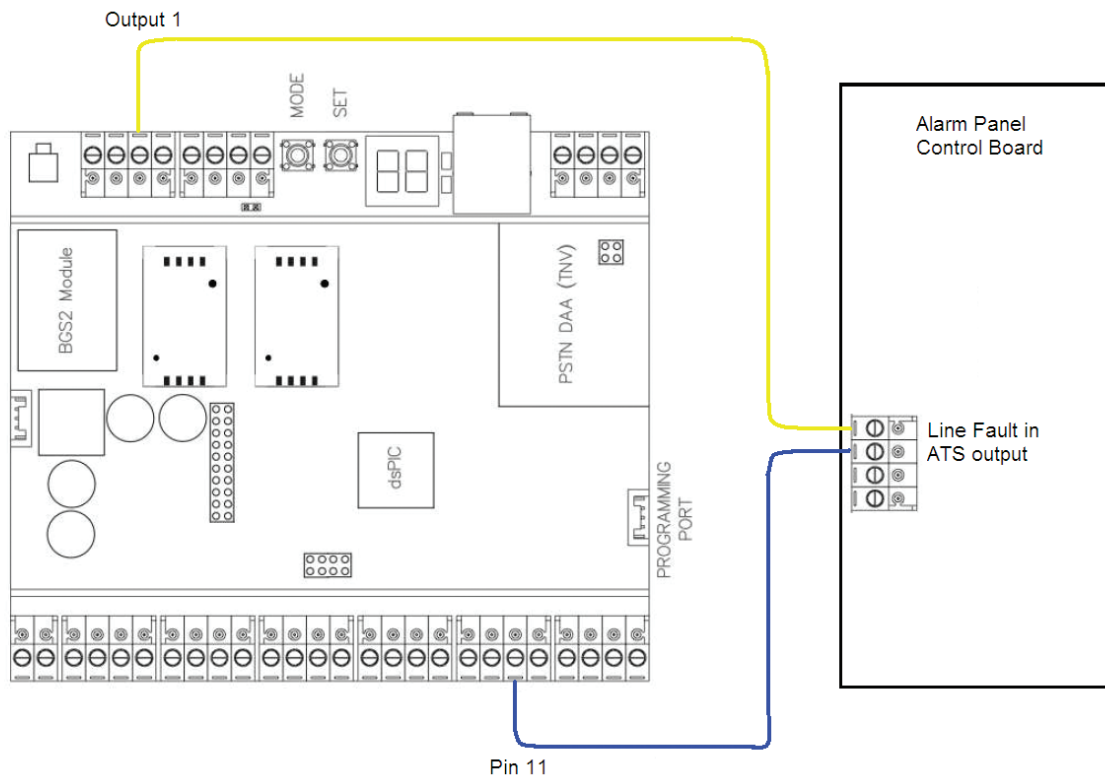 Output 1
MODE
SET
Alarm Panel
Control Board
BGS2 Module
PSTN DAA (TNV)
Line Fault in
ATS output
dsPIC
PROGRAMMING
PORT
Pin 11